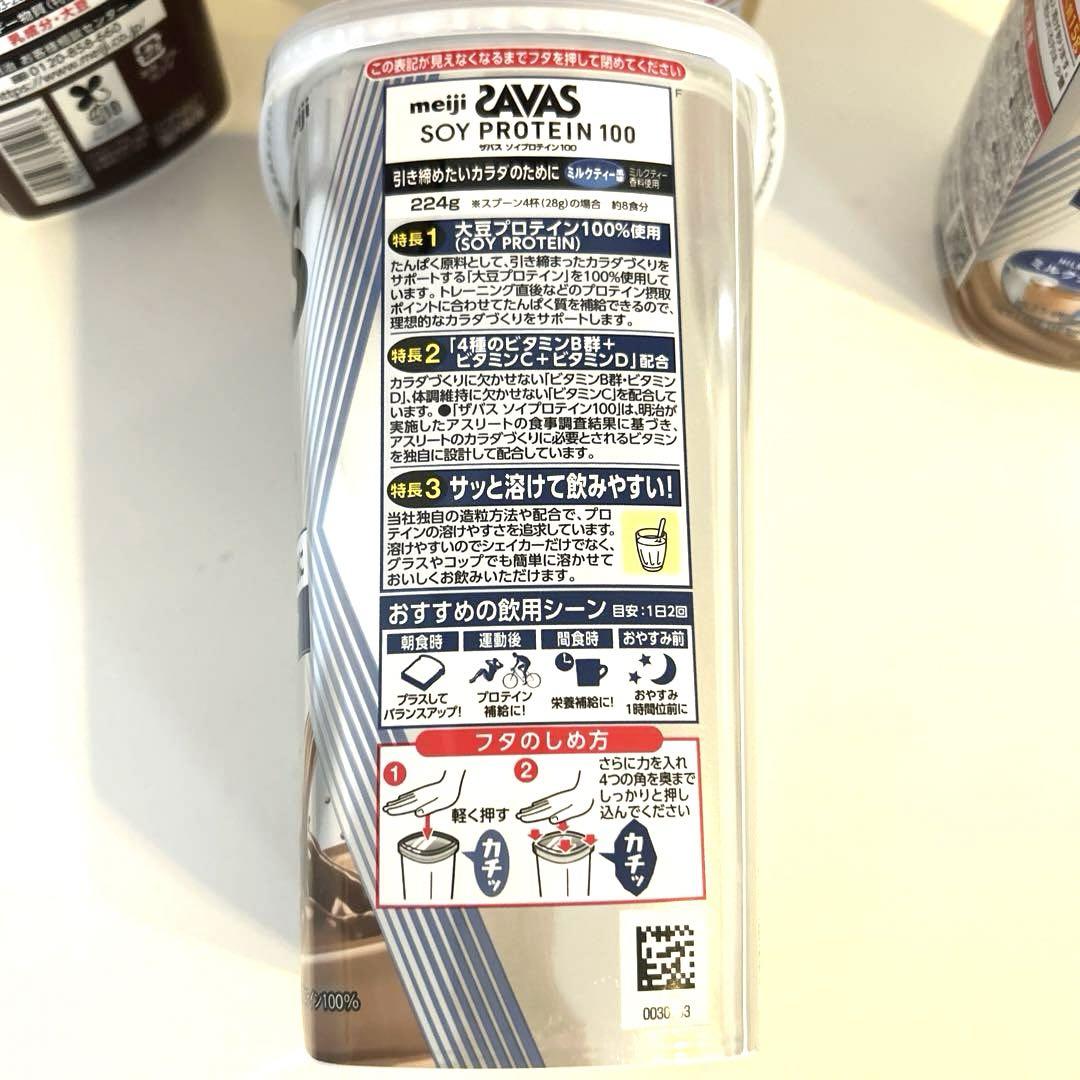 乳成分・大豆
0120-858-660
https://www.meiji.co.jp/
この表記が見えなくなるまでフタを押して閉めてください
meiji SAVAS
SOY PROTEIN 100
ザバス ソイプロテイン100
引き締めたいカラダのために ミルクティー風味 ミルクティー香料使用
224g ※スプーン4杯(28g)の場合 約8食分
特長1 大豆プロテイン100%使用
(SOY PROTEIN)
たんぱく原料として、引き締まったカラダづくりを
サポートする「大豆プロテイン」を100%使用して
います。トレーニング直後などのプロテイン摂取
ポイントに合わせてたんぱく質を補給できるので、
理想的なカラダづくりをサポートします。
特長2 「4種のビタミンB群+
ビタミンC+ビタミンD」配合
カラダづくりに欠かせない「ビタミンB群・ビタミン
D」、体調維持に欠かせない「ビタミンC」を配合して
います。●「ザバス ソイプロテイン100」は、明治が
実施したアスリートの食事調査結果に基づき、
アスリートのカラダづくりに必要とされるビタミン
を独自に設計して配合しています。
特長3 サッと溶けて飲みやすい!
当社独自の造粒方法や配合で、プロ
テインの溶けやすさを追求しています。
溶けやすいのでシェイカーだけでなく、
グラスやコップでも簡単に溶かせて
おいしくお飲みいただけます。
おすすめの飲用シーン 目安:1日2回
朝食時 運動後 間食時 おやすみ前
プラスして
バランスアップ!
プロテイン
補給に!
栄養補給に!
おやすみ
1時間位前に
フタのしめ方
1 軽く押す
カチッ
2 さらに力を入れ
4つの角を奥まで
しっかりと押し
込んでください
カチッ
イン100%